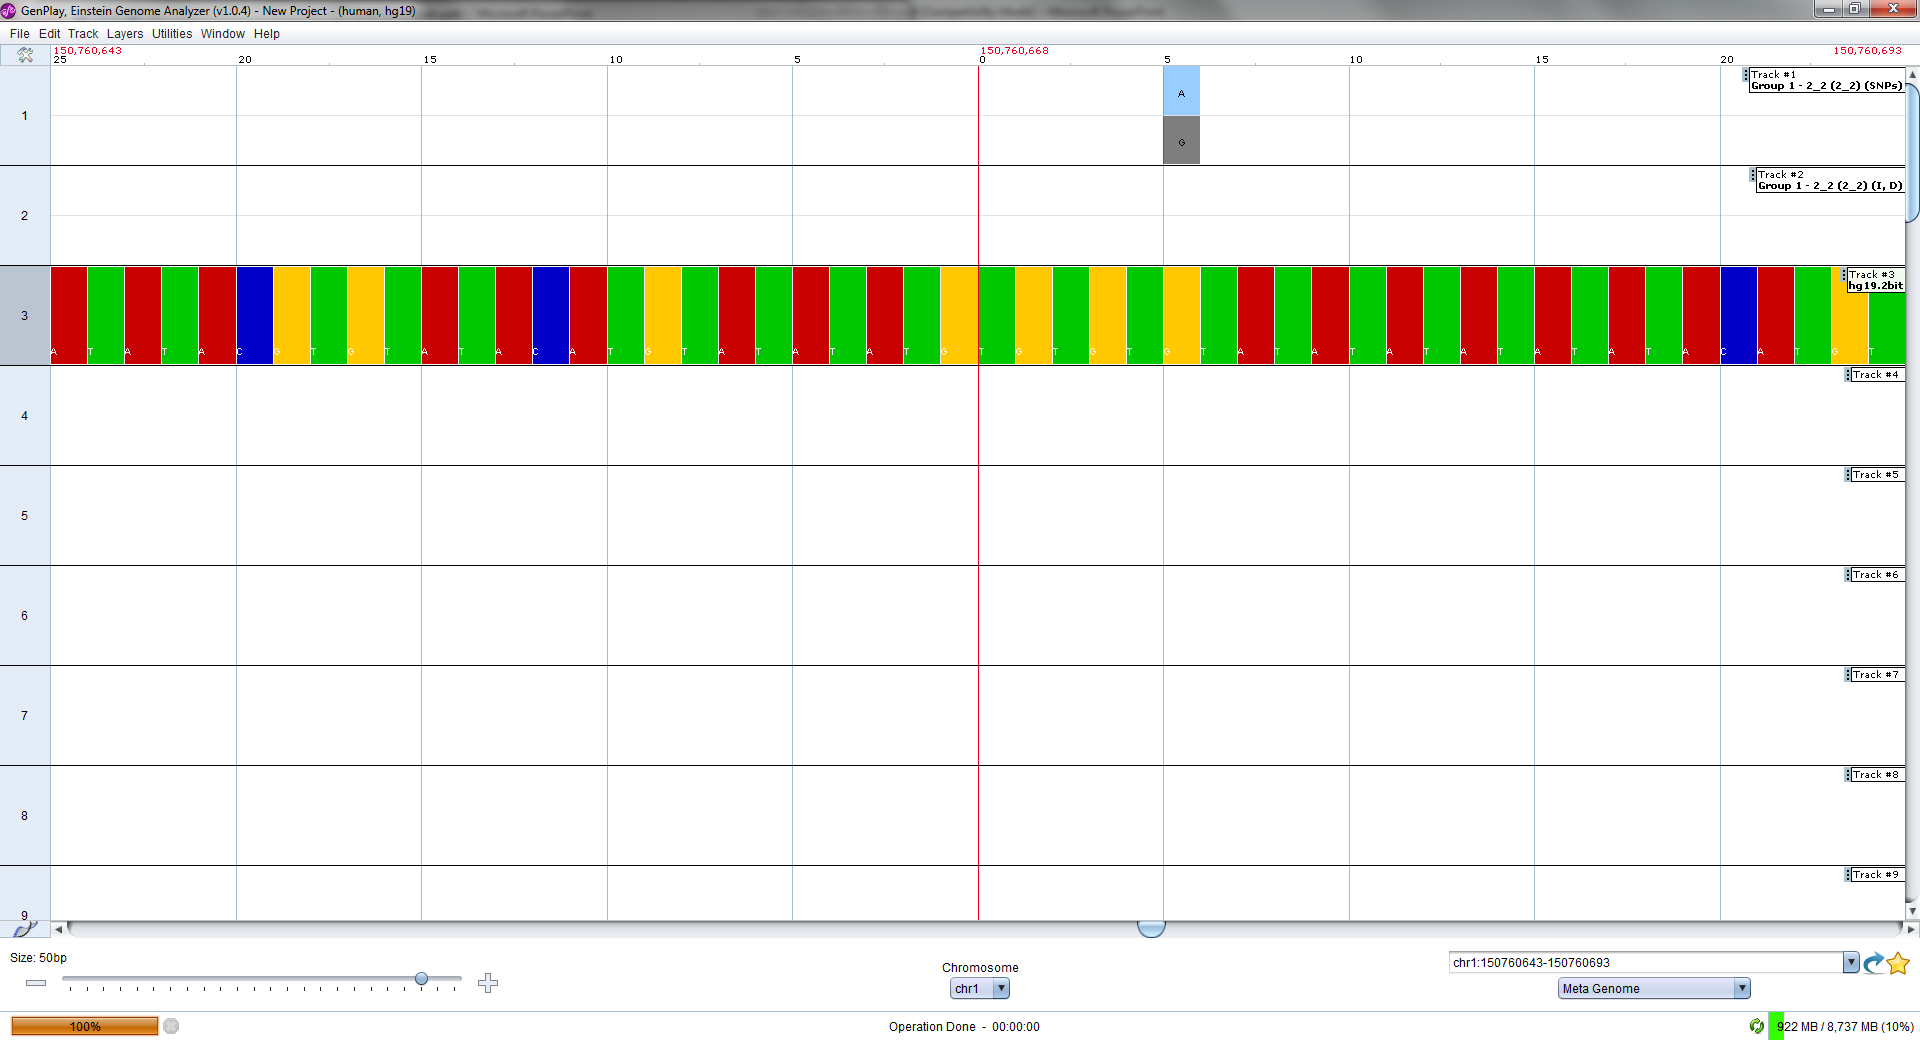 GenPlay, Einstein Genome Analyzer (v1.0.4) - New Project - (human, hg19)
File Edit Track Layers Utilities Window Help
150,760,643 150,760,668 150,760,693
25 20 15 10 5 0 5 10 15 20
1
A
G
Track #1
Group 1 - 2_2 (2_2) (SNPs)
2
Track #2
Group 1 - 2_2 (2_2) (I, D)
3
Track #3
hg19.2bit
A T A T A C G T G T A T A C A T G T A T A T A T G T G T G T G T A T A T A T A T A T A T A C A T G T
4
Track #4
5
Track #5
6
Track #6
7
Track #7
8
Track #8
9
Track #9
Size: 50bp
Chromosome
chr1
chr1:150760643-150760693
Meta Genome
100%
Operation Done - 00:00:00
922 MB / 8,737 MB (10%)